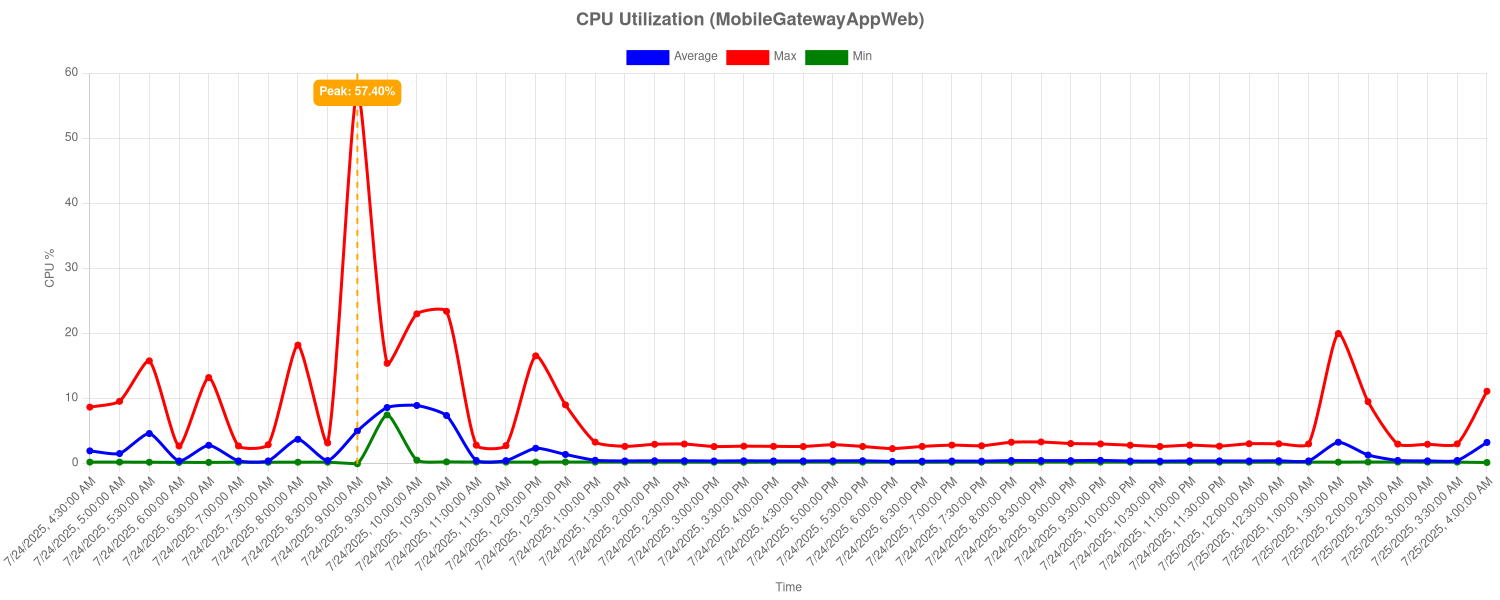 CPU Utilization (MobileGatewayAppWeb)
Average Max Min
Peak: 57.40%
60
50
40
30
20
10
0
CPU %
7/24/2025, 4:30:00 AM
7/24/2025, 5:00:00 AM
7/24/2025, 5:30:00 AM
7/24/2025, 6:00:00 AM
7/24/2025, 6:30:00 AM
7/24/2025, 7:00:00 AM
7/24/2025, 7:30:00 AM
7/24/2025, 8:00:00 AM
7/24/2025, 8:30:00 AM
7/24/2025, 9:00:00 AM
7/24/2025, 9:30:00 AM
7/24/2025, 10:00:00 AM
7/24/2025, 10:30:00 AM
7/24/2025, 11:00:00 AM
7/24/2025, 11:30:00 AM
7/24/2025, 12:00:00 PM
7/24/2025, 12:30:00 PM
7/24/2025, 1:00:00 PM
7/24/2025, 1:30:00 PM
7/24/2025, 2:00:00 PM
7/24/2025, 2:30:00 PM
7/24/2025, 3:00:00 PM
7/24/2025, 3:30:00 PM
7/24/2025, 4:00:00 PM
7/24/2025, 4:30:00 PM
7/24/2025, 5:00:00 PM
7/24/2025, 5:30:00 PM
7/24/2025, 6:00:00 PM
7/24/2025, 6:30:00 PM
7/24/2025, 7:00:00 PM
7/24/2025, 7:30:00 PM
7/24/2025, 8:00:00 PM
7/24/2025, 8:30:00 PM
7/24/2025, 9:00:00 PM
7/24/2025, 9:30:00 PM
7/24/2025, 10:00:00 PM
7/24/2025, 10:30:00 PM
7/24/2025, 11:00:00 PM
7/24/2025, 11:30:00 PM
7/25/2025, 12:00:00 AM
7/25/2025, 12:30:00 AM
7/25/2025, 1:00:00 AM
7/25/2025, 1:30:00 AM
7/25/2025, 2:00:00 AM
7/25/2025, 2:30:00 AM
7/25/2025, 3:00:00 AM
7/25/2025, 3:30:00 AM
7/25/2025, 4:00:00 AM
Time